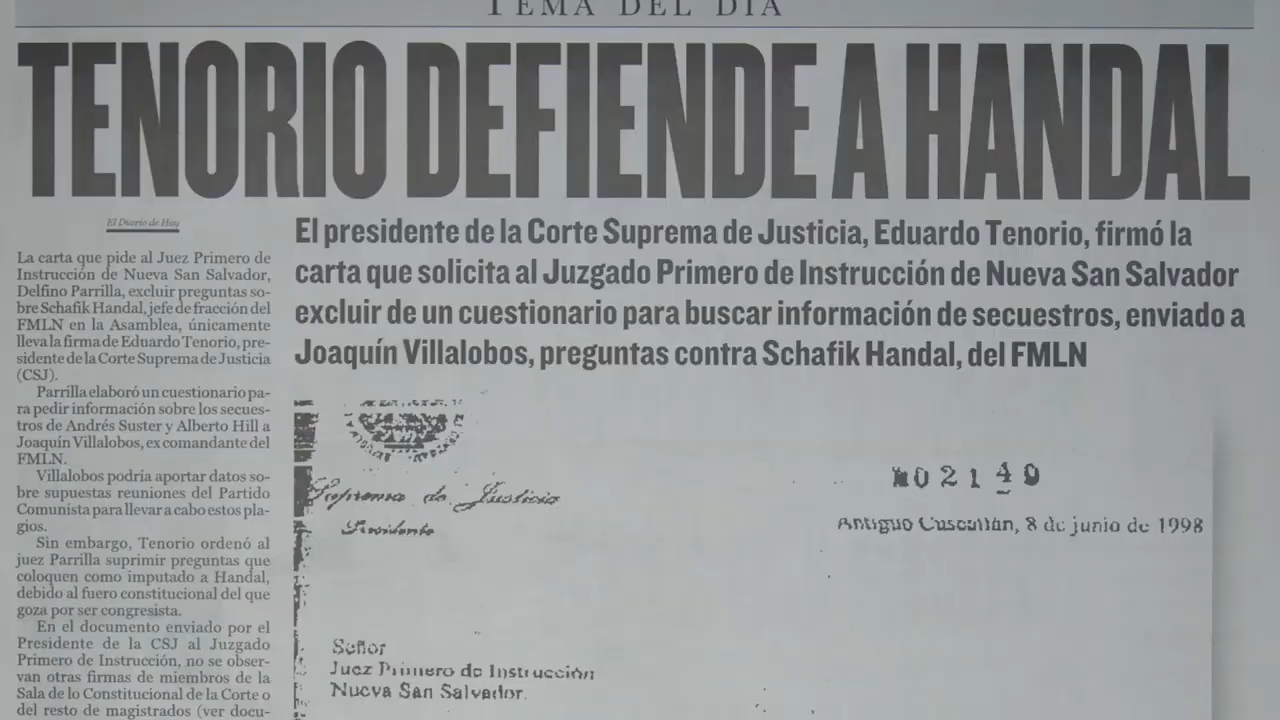 TEMA DEL DÍA
TENORIO DEFIENDE A HANDAL
El Diario de Hoy
La carta que pide al Juez Primero de
Instrucción de Nueva San Salvador,
Delfino Parrilla, excluir preguntas so-
bre Schafik Handal, jefe de fracción del
FMLN en la Asamblea, únicamente
lleva la firma de Eduardo Tenorio, pre-
sidente de la Corte Suprema de Justicia
(CSJ).
Parrilla elaboró un cuestionario pa-
ra pedir información sobre los secues-
tros de Andrés Suster y Alberto Hill a
Joaquín Villalobos, ex comandante del
FMLN.
Villalobos podría aportar datos so-
bre supuestas reuniones del Partido
Comunista para llevar a cabo estos pla-
gios.
Sin embargo, Tenorio ordenó al
juez Parrilla suprimir preguntas que
coloquen como imputado a Handal,
debido al fuero constitucional del que
goza por ser congresista.
En el documento enviado por el
Presidente de la CSJ al Juzgado
Primero de Instrucción, no se obser-
van otras firmas de miembros de la
Sala de lo Constitucional de la Corte o
del resto de magistrados (ver docu-
El presidente de la Corte Suprema de Justicia, Eduardo Tenorio, firmó la
carta que solicita al Juzgado Primero de Instrucción de Nueva San Salvador
excluir de un cuestionario para buscar información de secuestros, enviado a
Joaquín Villalobos, preguntas contra Schafik Handal, del FMLN
Suprema de Justicia
Presidente
02140
Antiguo Cuscatlán, 8 de junio de 1998
Señor
Juez Primero de Instrucción
Nueva San Salvador.